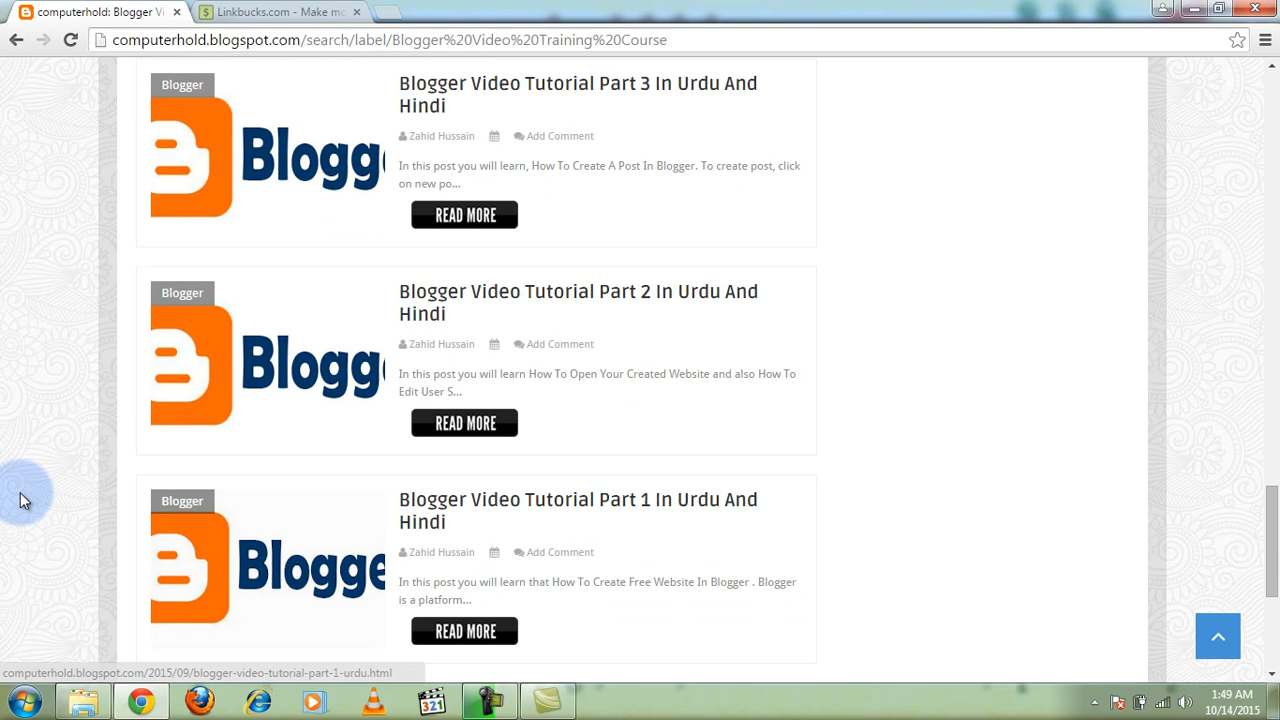 computerhold: Blogger Vi
Linkbucks.com - Make mo
computerhold.blogspot.com/search/label/Blogger%20Video%20Training%20Course
Blogger
Blogge
Blogger Video Tutorial Part 3 In Urdu And
Hindi
Zahid Hussain Add Comment
In this post you will learn, How To Create A Post In Blogger. To create post, click
on new po...
READ MORE
Blogger
Blogge
Blogger Video Tutorial Part 2 In Urdu And
Hindi
Zahid Hussain Add Comment
In this post you will learn How To Open Your Created Website and also How To
Edit User S...
READ MORE
Blogger
Blogge
Blogger Video Tutorial Part 1 In Urdu And
Hindi
Zahid Hussain Add Comment
In this post you will learn that How To Create Free Website In Blogger . Blogger
is a platform...
READ MORE
computerhold.blogspot.com/2015/09/blogger-video-tutorial-part-1-urdu.html
321
1:49 AM
10/14/2015